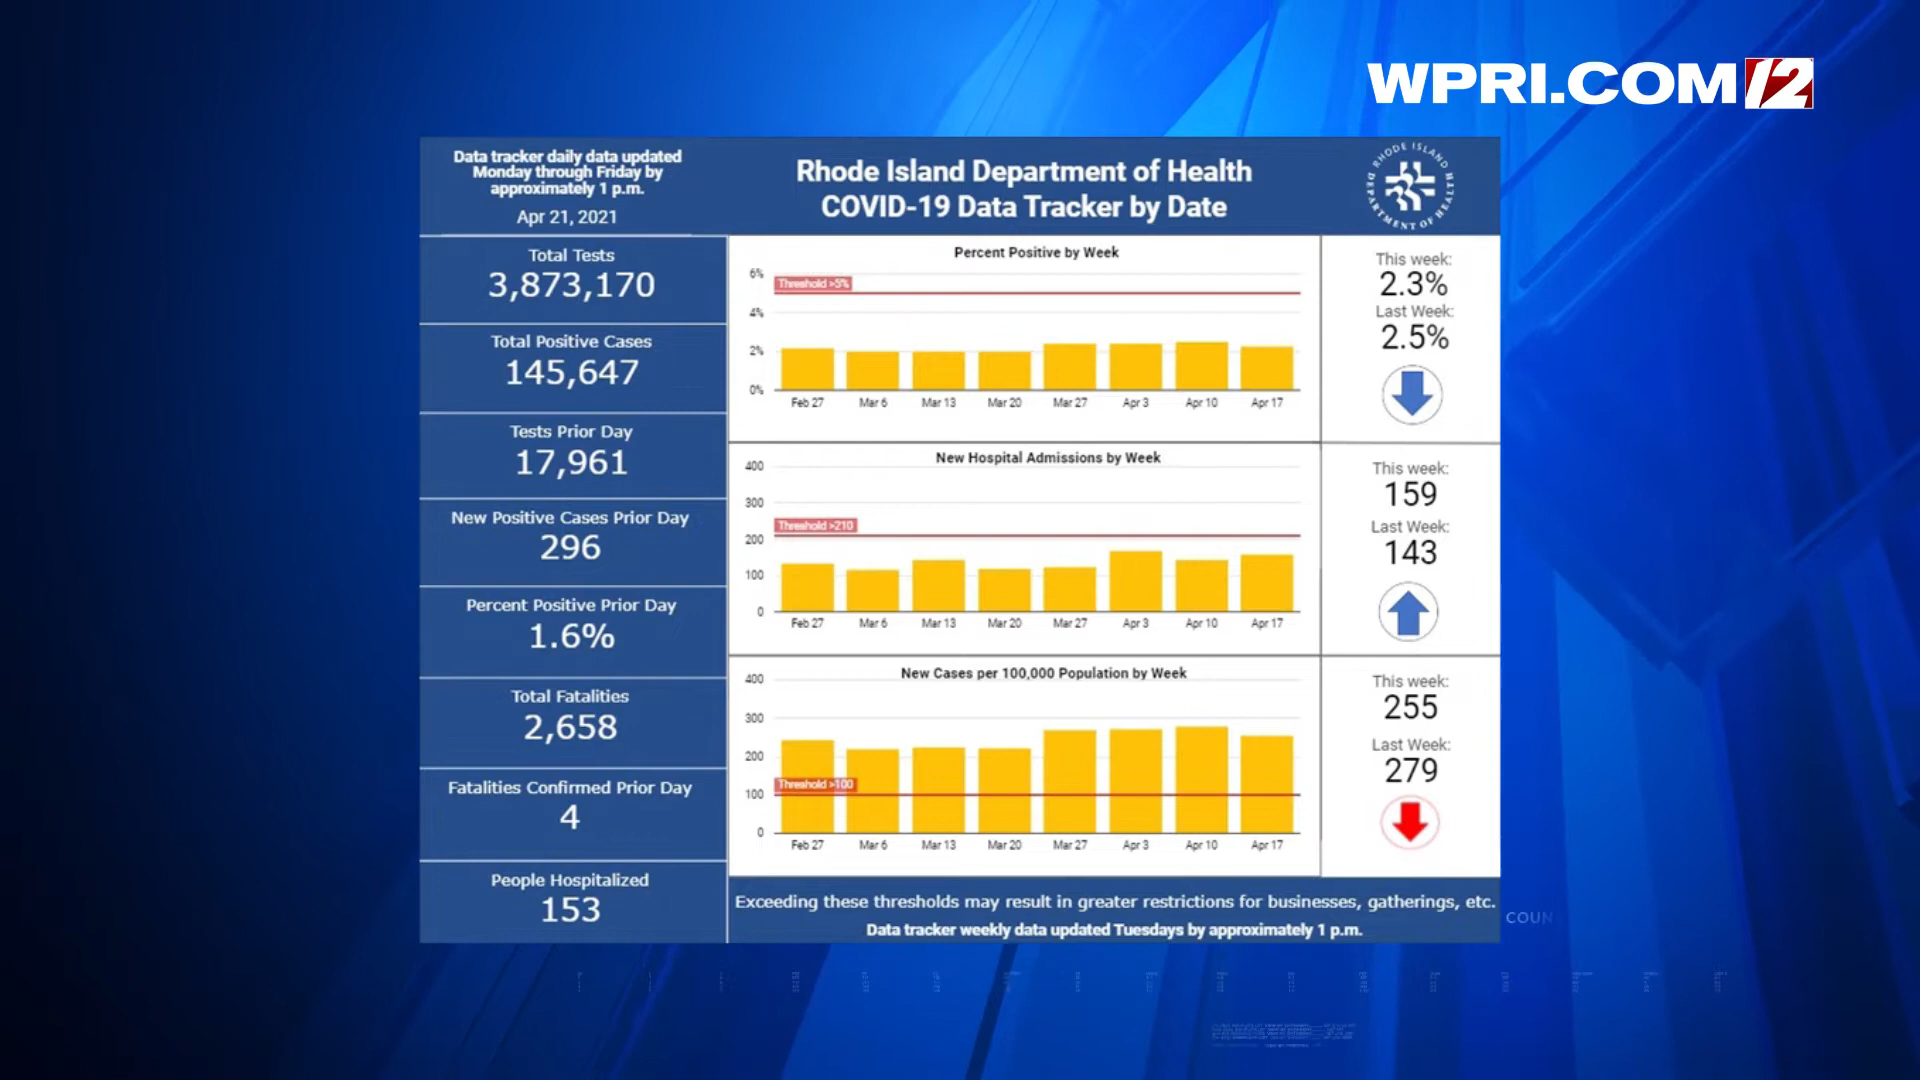 WPRI.COM 12
Data tracker daily data updated
Monday through Friday by
approximately 1 p.m.
Apr 21, 2021
Rhode Island Department of Health
COVID-19 Data Tracker by Date
RHODE ISLAND
DEPARTMENT OF HEALTH
Total Tests
3,873,170
Total Positive Cases
145,647
Tests Prior Day
17,961
New Positive Cases Prior Day
296
Percent Positive Prior Day
1.6%
Total Fatalities
2,658
Fatalities Confirmed Prior Day
4
People Hospitalized
153
Percent Positive by Week
6%
Threshold >5%
4%
2%
0%
Feb 27 Mar 6 Mar 13 Mar 20 Mar 27 Apr 3 Apr 10 Apr 17
This week:
2.3%
Last Week:
2.5%
New Hospital Admissions by Week
400
300
Threshold >210
200
100
0
Feb 27 Mar 6 Mar 13 Mar 20 Mar 27 Apr 3 Apr 10 Apr 17
This week:
159
Last Week:
143
New Cases per 100,000 Population by Week
400
300
200
Threshold >100
100
0
Feb 27 Mar 6 Mar 13 Mar 20 Mar 27 Apr 3 Apr 10 Apr 17
This week:
255
Last Week:
279
Exceeding these thresholds may result in greater restrictions for businesses, gatherings, etc.
Data tracker weekly data updated Tuesdays by approximately 1 p.m.
COUN